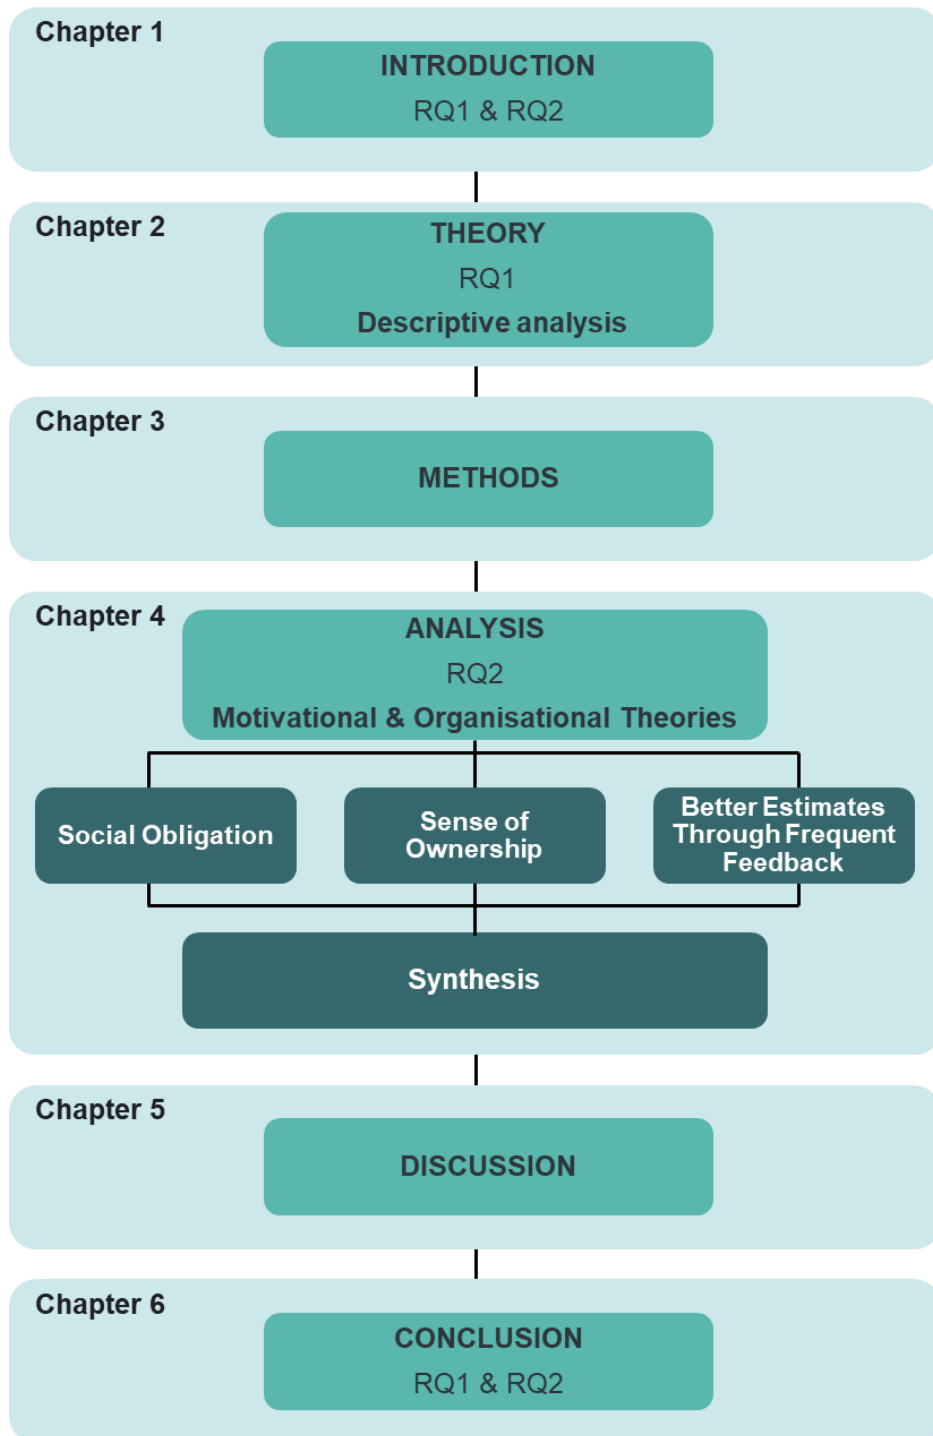 Chapter 1
INTRODUCTION
RQ1 & RQ2
Chapter 2
THEORY
RQ1
Descriptive analysis
Chapter 3
METHODS
Chapter 4
ANALYSIS
RQ2
Motivational & Organisational Theories
Social Obligation
Sense of
Ownership
Better Estimates
Through Frequent
Feedback
Synthesis
Chapter 5
DISCUSSION
Chapter 6
CONCLUSION
RQ1 & RQ2